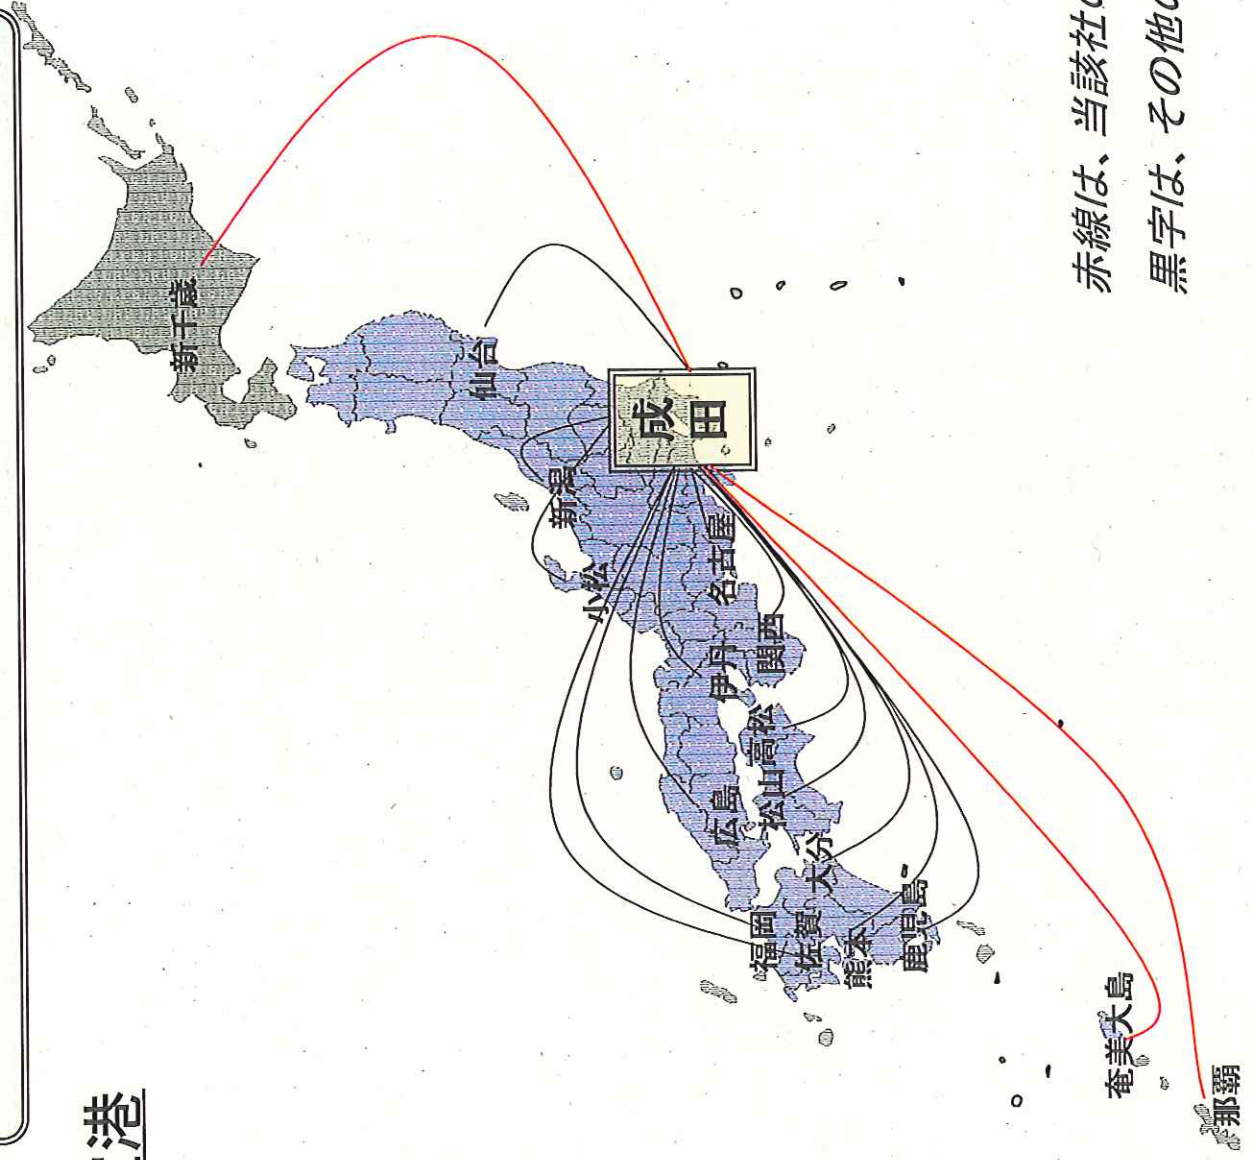 港
新千歳
仙台
成田
新潟
小松
名古屋
伊丹
関西
高松
広島
松山
大分
福岡
佐賀
熊本
鹿児島
奄美大島
那覇
赤線は、当該社の
黒字は、その他の